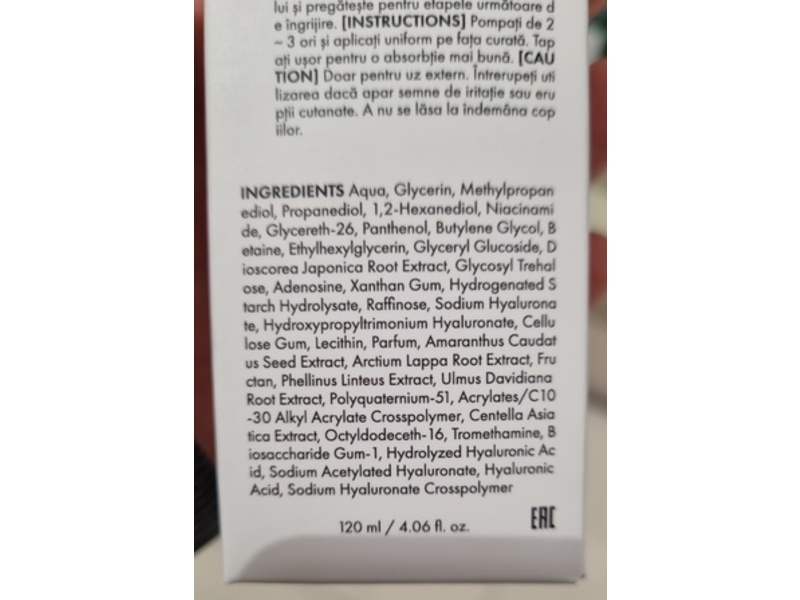 lui și pregătește pentru etapele următoare d
e îngrijire. [INSTRUCTIONS] Pompați de 2
~ 3 ori și aplicați uniform pe fața curată. Tap
ați ușor pentru o absorbție mai bună. [CAU
TION] Doar pentru uz extern. Întrerupeți uti
lizarea dacă apar semne de iritație sau eru
pții cutanate. A nu se lăsa la îndemâna cop
iilor.
INGREDIENTS Aqua, Glycerin, Methylpropan
ediol, Propanediol, 1,2-Hexanediol, Niacinami
de, Glycereth-26, Panthenol, Butylene Glycol, B
etaine, Ethylhexylglycerin, Glyceryl Glucoside, D
ioscorea Japonica Root Extract, Glycosyl Trehal
ose, Adenosine, Xanthan Gum, Hydrogenated S
tarch Hydrolysate, Raffinose, Sodium Hyalurona
te, Hydroxypropyltrimonium Hyaluronate, Cellu
lose Gum, Lecithin, Parfum, Amaranthus Caudat
us Seed Extract, Arctium Lappa Root Extract, Fru
ctan, Phellinus Linteus Extract, Ulmus Davidiana
Root Extract, Polyquaternium-51, Acrylates/C10
-30 Alkyl Acrylate Crosspolymer, Centella Asia
tica Extract, Octyldodeceth-16, Tromethamine, B
iosaccharide Gum-1, Hydrolyzed Hyaluronic Ac
id, Sodium Acetylated Hyaluronate, Hyaluronic
Acid, Sodium Hyaluronate Crosspolymer
120 ml / 4.06 fl. oz.
EAC